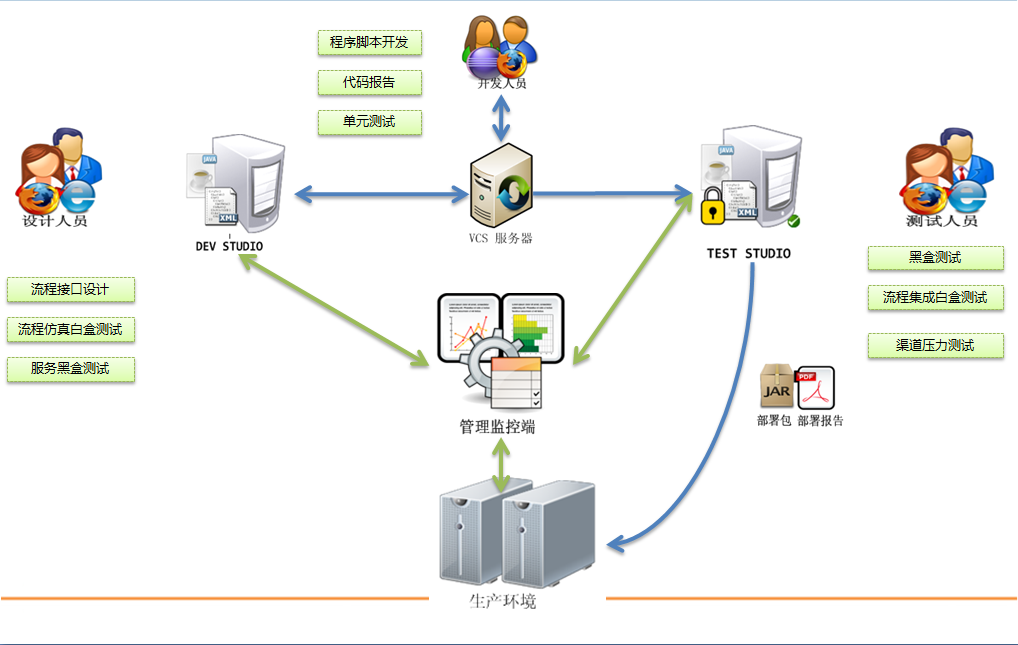 程序脚本开发
代码报告
单元测试
开发人员
设计人员
JAVA
XML
DEV STUDIO
VCS 服务器
JAVA
XML
TEST STUDIO
测试人员
流程接口设计
流程仿真白盒测试
服务黑盒测试
黑盒测试
流程集成白盒测试
渠道压力测试
管理监控端
JAR
PDF
部署包 部署报告
生产环境